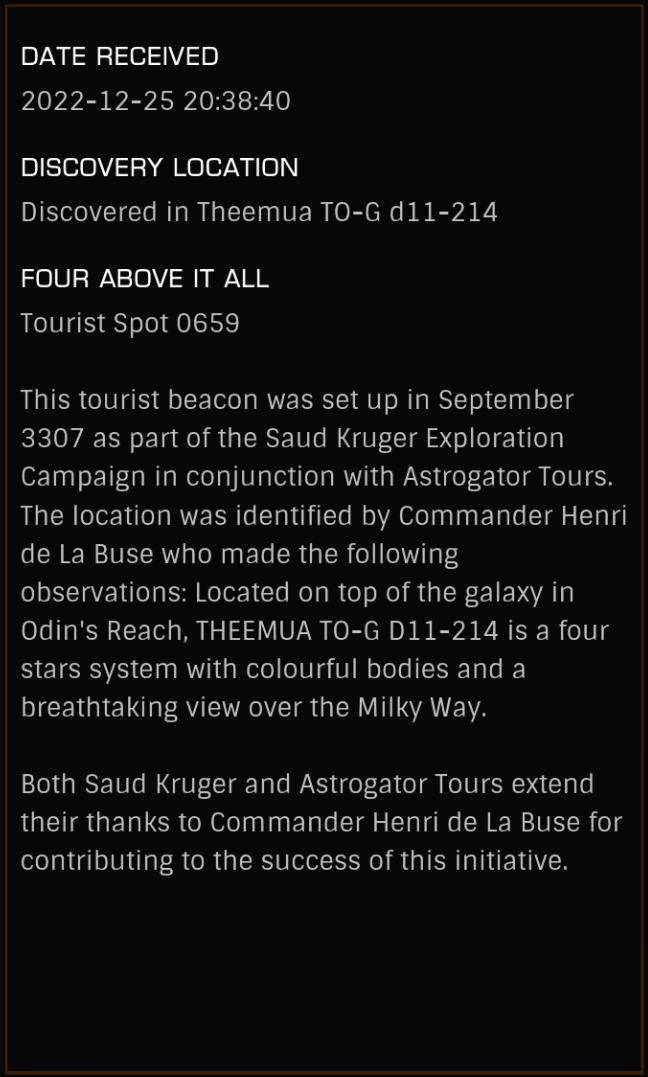 DATE RECEIVED
2022-12-25 20:38:40
DISCOVERY LOCATION
Discovered in Theemua TO-G d11-214
FOUR ABOVE IT ALL
Tourist Spot 0659
This tourist beacon was set up in September
3307 as part of the Saud Kruger Exploration
Campaign in conjunction with Astrogator Tours.
The location was identified by Commander Henri
de La Buse who made the following
observations: Located on top of the galaxy in
Odin's Reach, THEEMUA TO-G D11-214 is a four
stars system with colourful bodies and a
breathtaking view over the Milky Way.
Both Saud Kruger and Astrogator Tours extend
their thanks to Commander Henri de La Buse for
contributing to the success of this initiative.